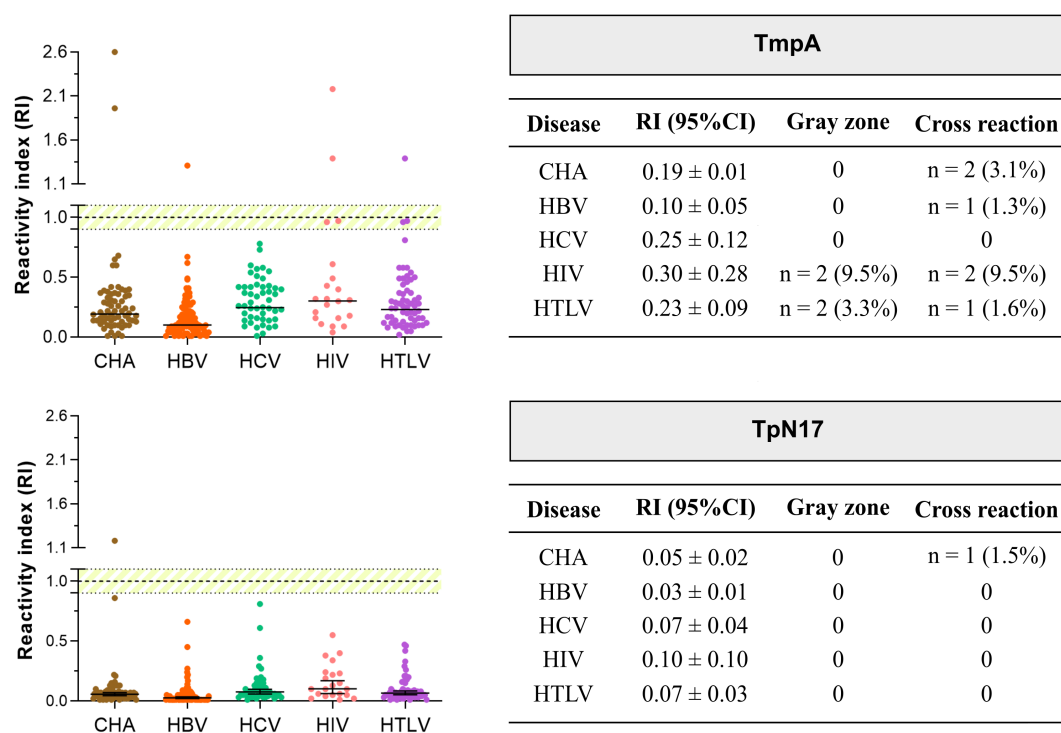 TmpA
Reactivity index (RI)
2.6
2.1
1.6
1.1
1.0
0.5
0.0
CHA HBV HCV HIV HTLV
Disease RI (95%CI) Gray zone Cross reaction
CHA 0.19 ± 0.01 0 n = 2 (3.1%)
HBV 0.10 ± 0.05 0 n = 1 (1.3%)
HCV 0.25 ± 0.12 0 0
HIV 0.30 ± 0.28 n = 2 (9.5%) n = 2 (9.5%)
HTLV 0.23 ± 0.09 n = 2 (3.3%) n = 1 (1.6%)
TpN17
Reactivity index (RI)
2.6
2.1
1.6
1.1
1.0
0.5
0.0
CHA HBV HCV HIV HTLV
Disease RI (95%CI) Gray zone Cross reaction
CHA 0.05 ± 0.02 0 n = 1 (1.5%)
HBV 0.03 ± 0.01 0 0
HCV 0.07 ± 0.04 0 0
HIV 0.10 ± 0.10 0 0
HTLV 0.07 ± 0.03 0 0